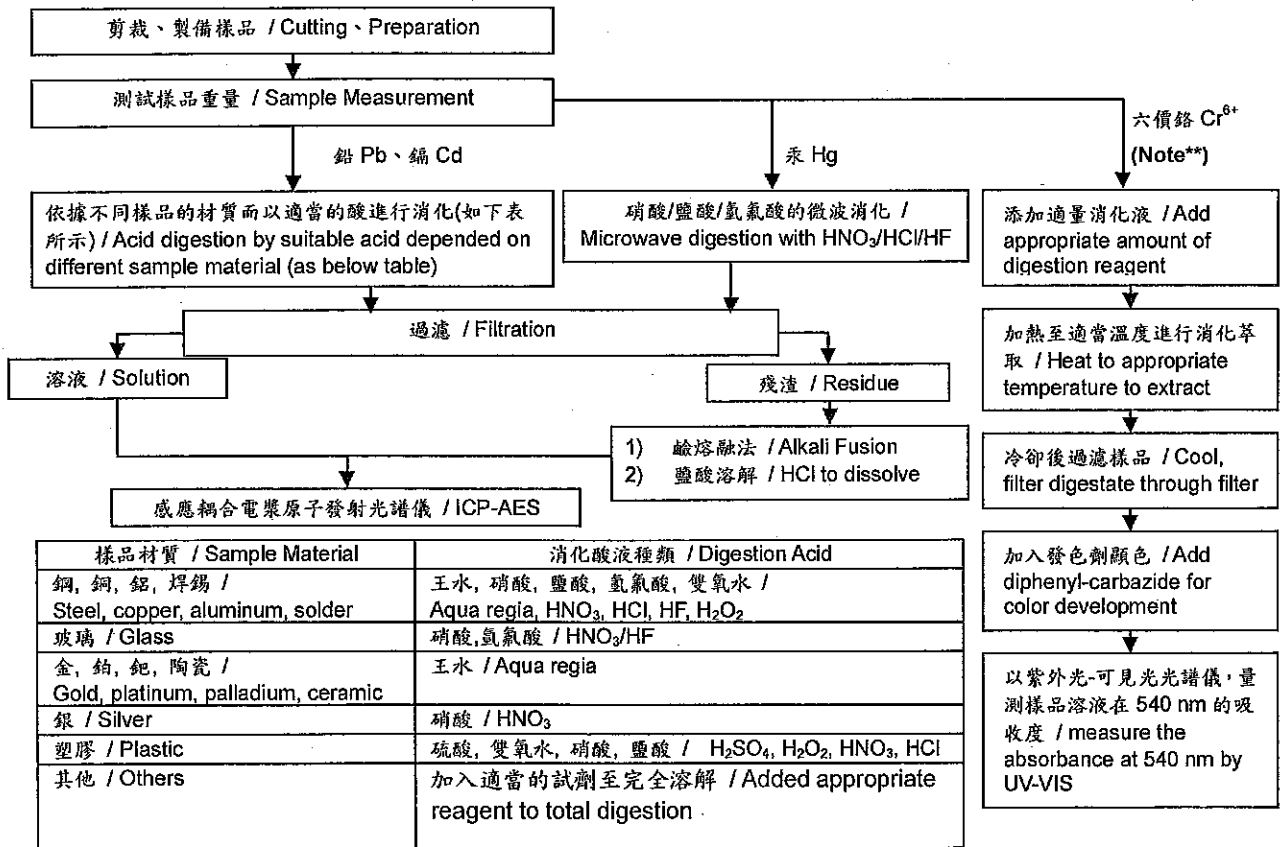 剪裁、製備樣品 / Cutting、Preparation
測試樣品重量 / Sample Measurement
鉛 Pb、鎘 Cd
汞 Hg
六價鉻 Cr⁶⁺
(Note**)
依據不同樣品的材質而以適當的酸進行消化(如下表
所示) / Acid digestion by suitable acid depended on
different sample material (as below table)
硝酸/鹽酸/氫氟酸的微波消化 /
Microwave digestion with HNO₃/HCl/HF
添加適量消化液 / Add
appropriate amount of
digestion reagent
過濾 / Filtration
溶液 / Solution
殘渣 / Residue
加熱至適當溫度進行消化萃
取 / Heat to appropriate
temperature to extract
1) 鹼熔融法 / Alkali Fusion
2) 鹽酸溶解 / HCl to dissolve
冷卻後過濾樣品 / Cool,
filter digestate through filter
感應耦合電漿原子發射光譜儀 / ICP-AES
加入發色劑顯色 / Add
diphenyl-carbazide for
color development
以紫外光-可見光光譜儀，量
測樣品溶液在 540 nm 的吸
收度 / measure the
absorbance at 540 nm by
UV-VIS
樣品材質 / Sample Material
消化酸液種類 / Digestion Acid
鋼, 銅, 鋁, 焊錫 /
Steel, copper, aluminum, solder
王水, 硝酸, 鹽酸, 氫氟酸, 雙氧水 /
Aqua regia, HNO₃, HCl, HF, H₂O₂
玻璃 / Glass
硝酸,氫氟酸 / HNO₃/HF
金, 鉑, 鈀, 陶瓷 /
Gold, platinum, palladium, ceramic
王水 / Aqua regia
銀 / Silver
硝酸 / HNO₃
塑膠 / Plastic
硫酸, 雙氧水, 硝酸, 鹽酸 / H₂SO₄, H₂O₂, HNO₃, HCl
其他 / Others
加入適當的試劑至完全溶解 / Added appropriate
reagent to total digestion